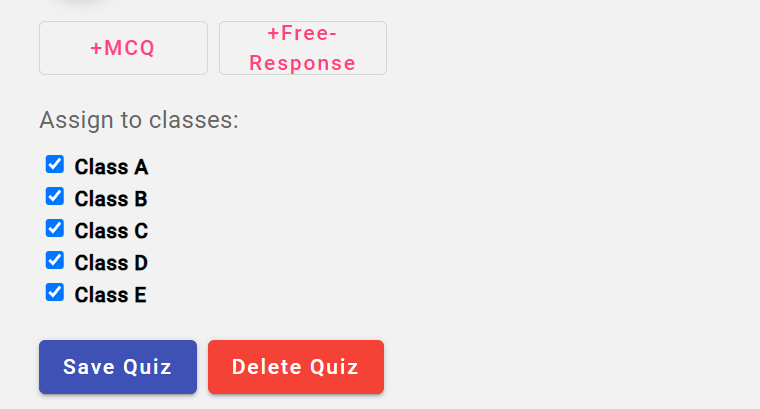 +MCQ
+Free-
Response
Assign to classes:
Class A
Class B
Class C
Class D
Class E
Save Quiz
Delete Quiz